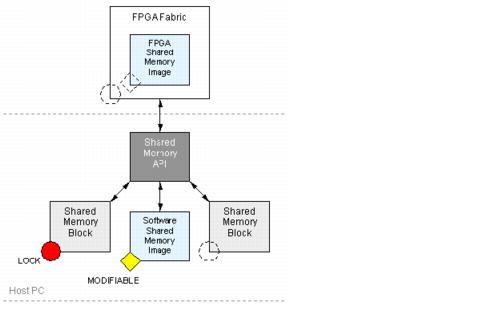 FPGA Fabric
FPGA
Shared
Memory
Image
Shared
Memory
API
Shared
Memory
Block
Software
Shared
Memory
Image
Shared
Memory
Block
LOCK
MODIFIABLE
Host PC